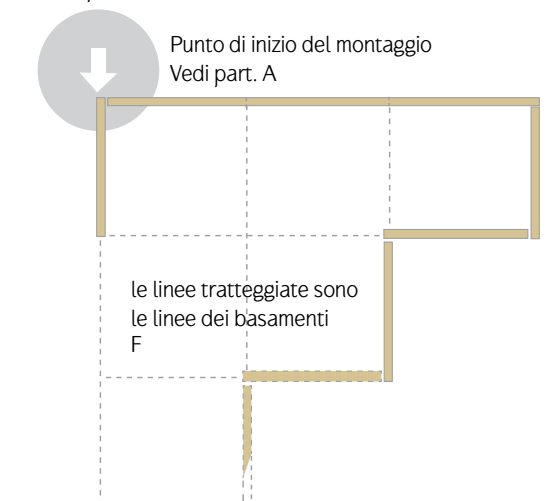 Punto di inizio del montaggio
Vedi part. A
le linee tratteggiate sono
le linee dei basamenti
F